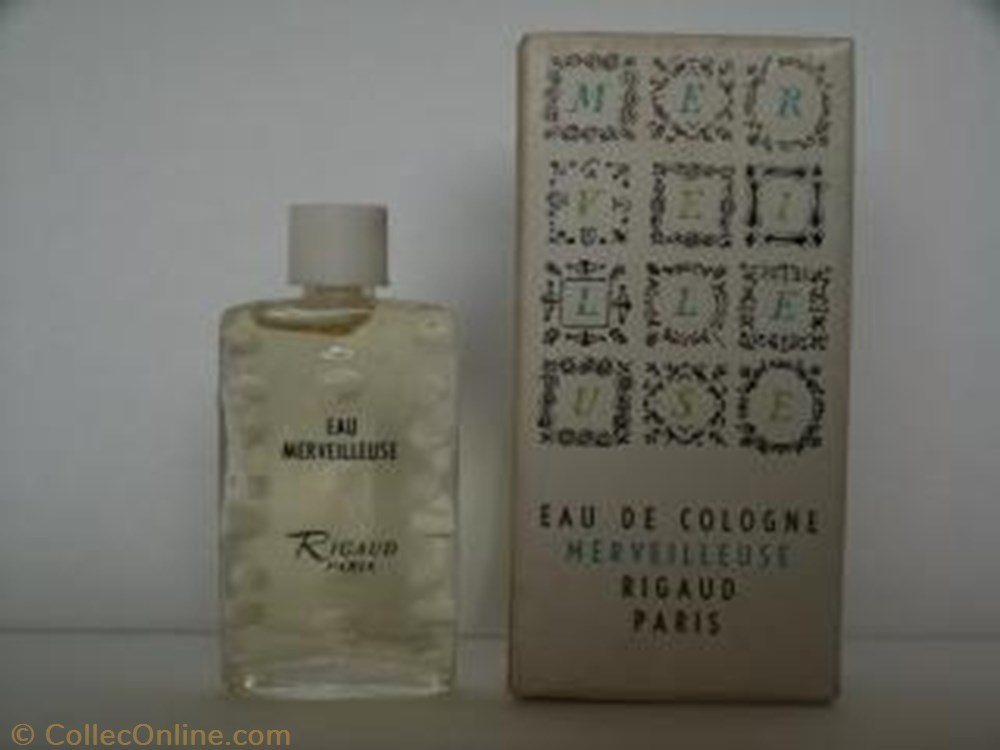 EAU
MERVEILLEUSE
RIGAUD
PARIS
M E R
V E I
L L E
U S E
EAU DE COLOGNE
MERVEILLEUSE
RIGAUD
PARIS
© CollecOnline.com